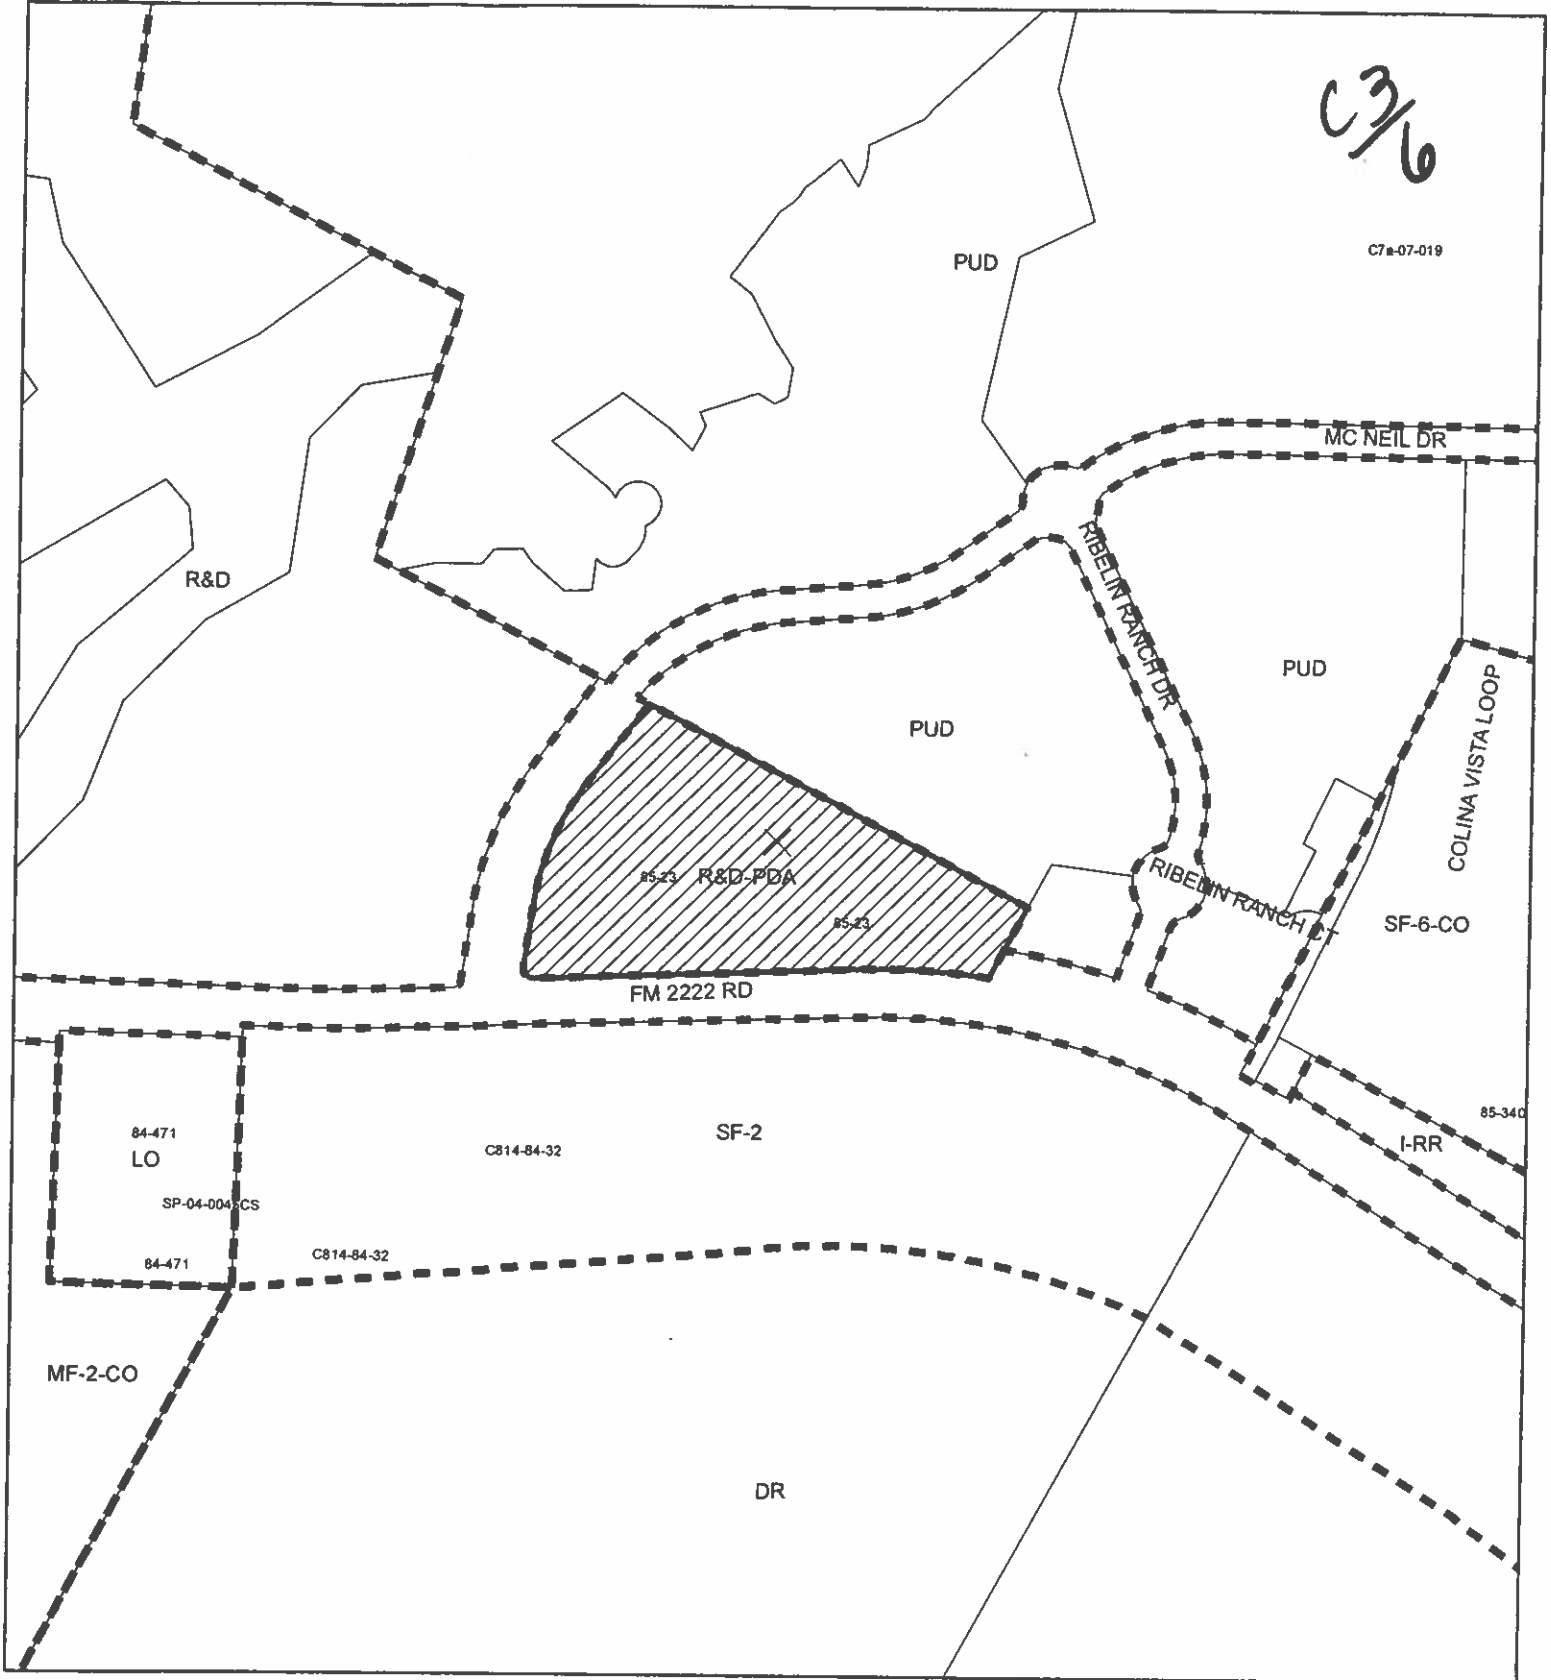 C3/6
PUD
C7a-07-019
MC NEIL DR
RIBELIN RANCH DR
R&D
PUD
COLINA VISTA LOOP
PUD
85-23 R&D-PDA
85-23
RIBELIN RANCH CT
SF-6-CO
FM 2222 RD
84-471
LO
C814-84-32
SF-2
85-340
I-RR
84-471
C814-84-32
MF-2-CO
DR